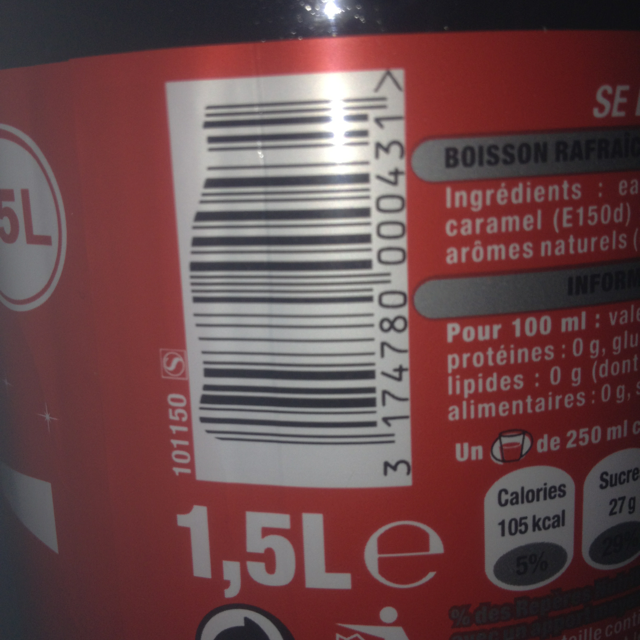 5L
3 174780 000431 >
101150 S
1,5L e
SE
BOISSON RAFRAÎC
Ingrédients : ea
caramel (E150d)
arômes naturels (
INFORM
Pour 100 ml : vale
protéines : 0 g, glu
lipides : 0 g (dont
alimentaires : 0 g, s
Un de 250 ml c
Calories
105 kcal
5%
Sucre
27 g
% des Repères